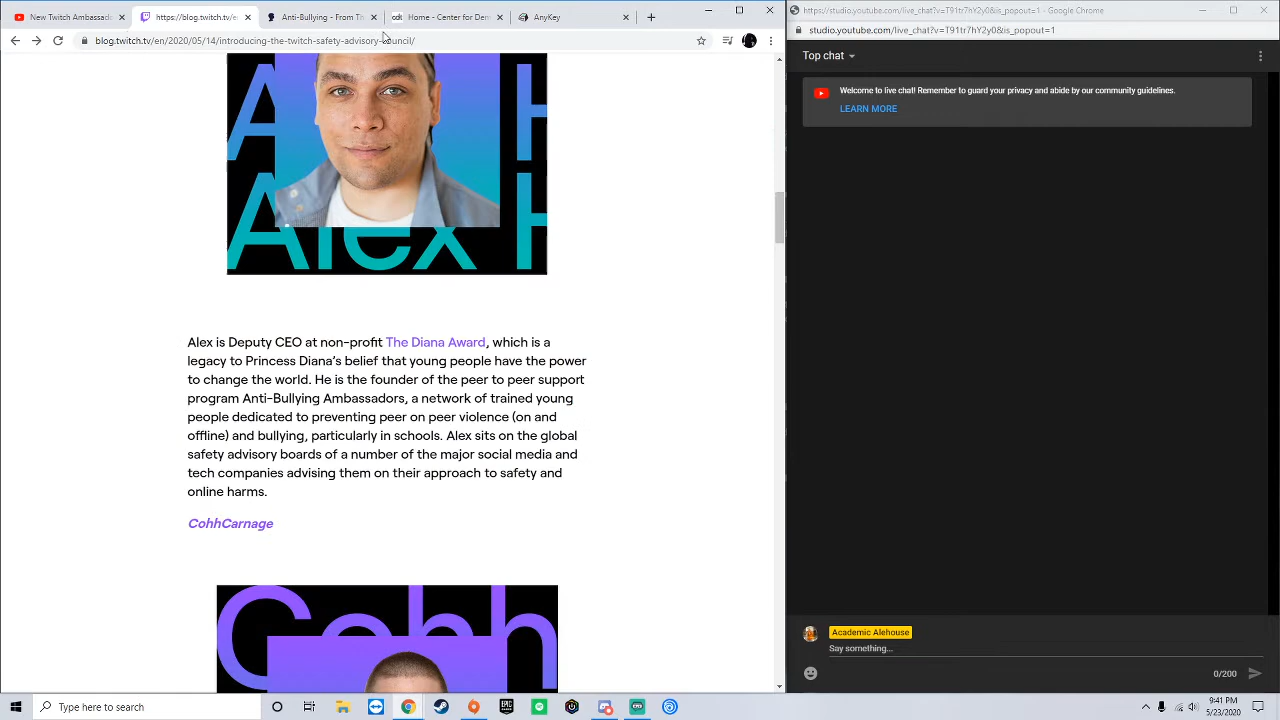 New Twitch Ambassado
https://blog.twitch.tv/e
Anti-Bullying - From
Home - Center for Dem
AnyKey
blog.twitch.tv/en/2020/05/14/introducing-the-twitch-safety-advisory-council/
https://studio.youtube.com/live_chat?v=T91tr7hY2y0&is_popout=1 - Google Chrome
studio.youtube.com/live_chat?v=T91tr7hY2y0&is_popout=1
Top chat
Welcome to live chat! Remember to guard your privacy and abide by our community guidelines.
LEARN MORE
A H
Alex H
Alex is Deputy CEO at non-profit The Diana Award, which is a
legacy to Princess Diana's belief that young people have the power
to change the world. He is the founder of the peer to peer support
program Anti-Bullying Ambassadors, a network of trained young
people dedicated to preventing peer on peer violence (on and
offline) and bullying, particularly in schools. Alex sits on the global
safety advisory boards of a number of the major social media and
tech companies advising them on their approach to safety and
online harms.
CohhCarnage
Cohh
Academic Alehouse
Say something...
0/200
Type here to search
EPIC
9:41 PM
5/23/2020